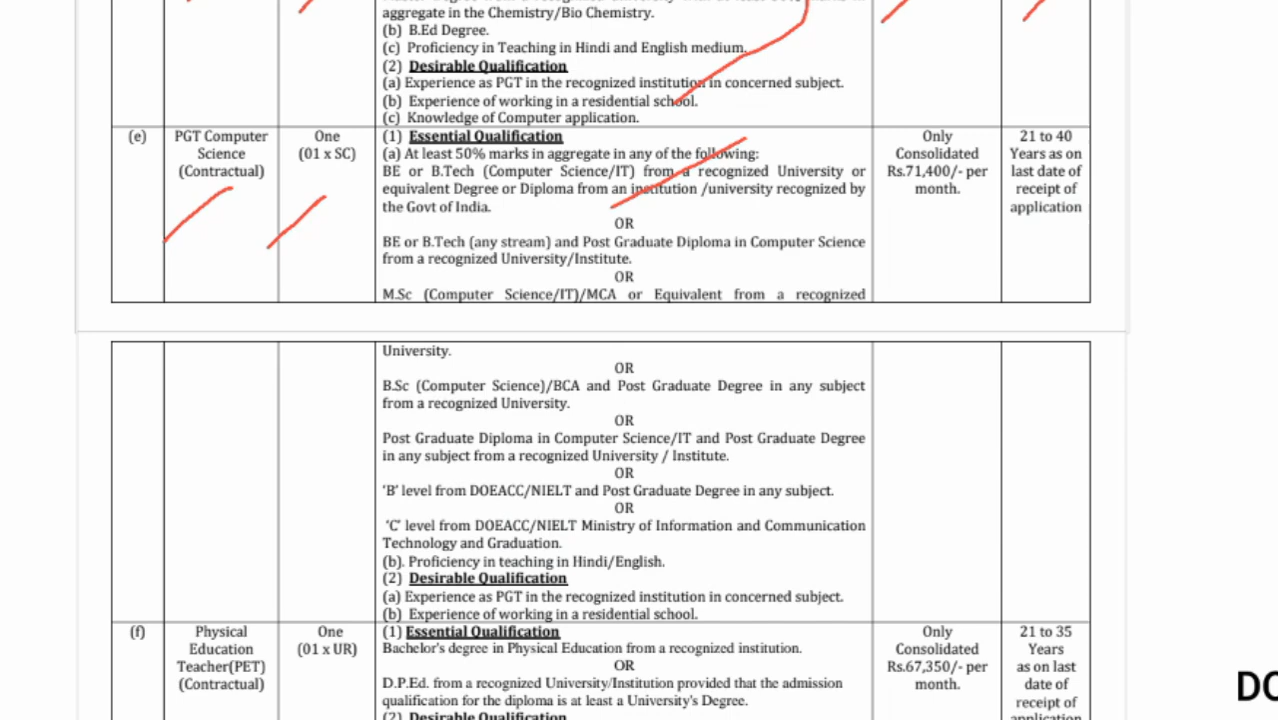 aggregate in the Chemistry/Bio Chemistry.
(b) B.Ed Degree.
(c) Proficiency in Teaching in Hindi and English medium.
(2) Desirable Qualification
(a) Experience as PGT in the recognized institution in concerned subject.
(b) Experience of working in a residential school.
(c) Knowledge of Computer application.
(e)
PGT Computer
Science
(Contractual)
One
(01 x SC)
(1) Essential Qualification
(a) At least 50% marks in aggregate in any of the following:
BE or B.Tech (Computer Science/IT) from a recognized University or
equivalent Degree or Diploma from an institution /university recognized by
the Govt of India.
OR
BE or B.Tech (any stream) and Post Graduate Diploma in Computer Science
from a recognized University/Institute.
OR
M.Sc (Computer Science/IT)/MCA or Equivalent from a recognized
Only
Consolidated
Rs.71,400/- per
month.
21 to 40
Years as on
last date of
receipt of
application
University.
OR
B.Sc (Computer Science)/BCA and Post Graduate Degree in any subject
from a recognized University.
OR
Post Graduate Diploma in Computer Science/IT and Post Graduate Degree
in any subject from a recognized University / Institute.
OR
'B' level from DOEACC/NIELT and Post Graduate Degree in any subject.
OR
'C' level from DOEACC/NIELT Ministry of Information and Communication
Technology and Graduation.
(b). Proficiency in teaching in Hindi/English.
(2) Desirable Qualification
(a) Experience as PGT in the recognized institution in concerned subject.
(b) Experience of working in a residential school.
(f)
Physical
Education
Teacher(PET)
(Contractual)
One
(01 x UR)
(1) Essential Qualification
Bachelor's degree in Physical Education from a recognized institution.
OR
D.P.Ed. from a recognized University/Institution provided that the admission
qualification for the diploma is at least a University's Degree.
(2) Desirable Qualification
Only
Consolidated
Rs.67,350/- per
month.
21 to 35
Years
as on last
date of
receipt of
application
DO